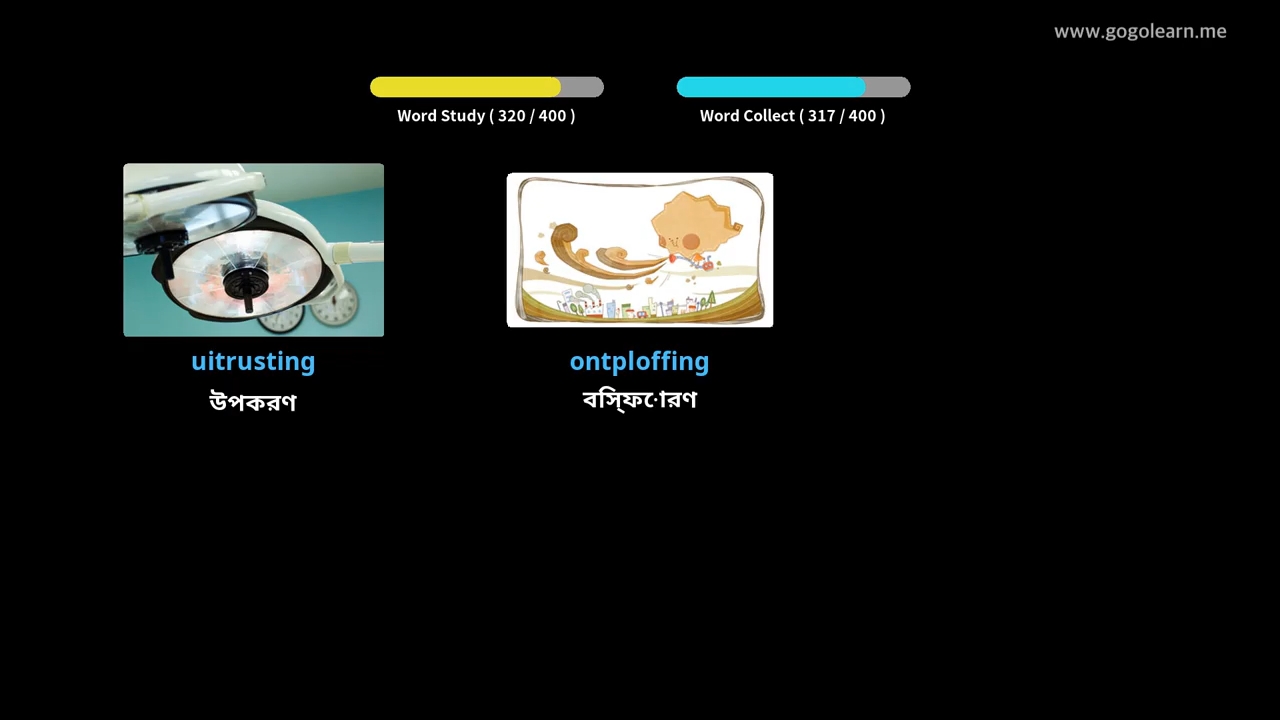 www.gogolearn.me
Word Study ( 320 / 400 )
Word Collect ( 317 / 400 )
uitrusting
ontploffing
উপকরণ
বিস্ফোরণ